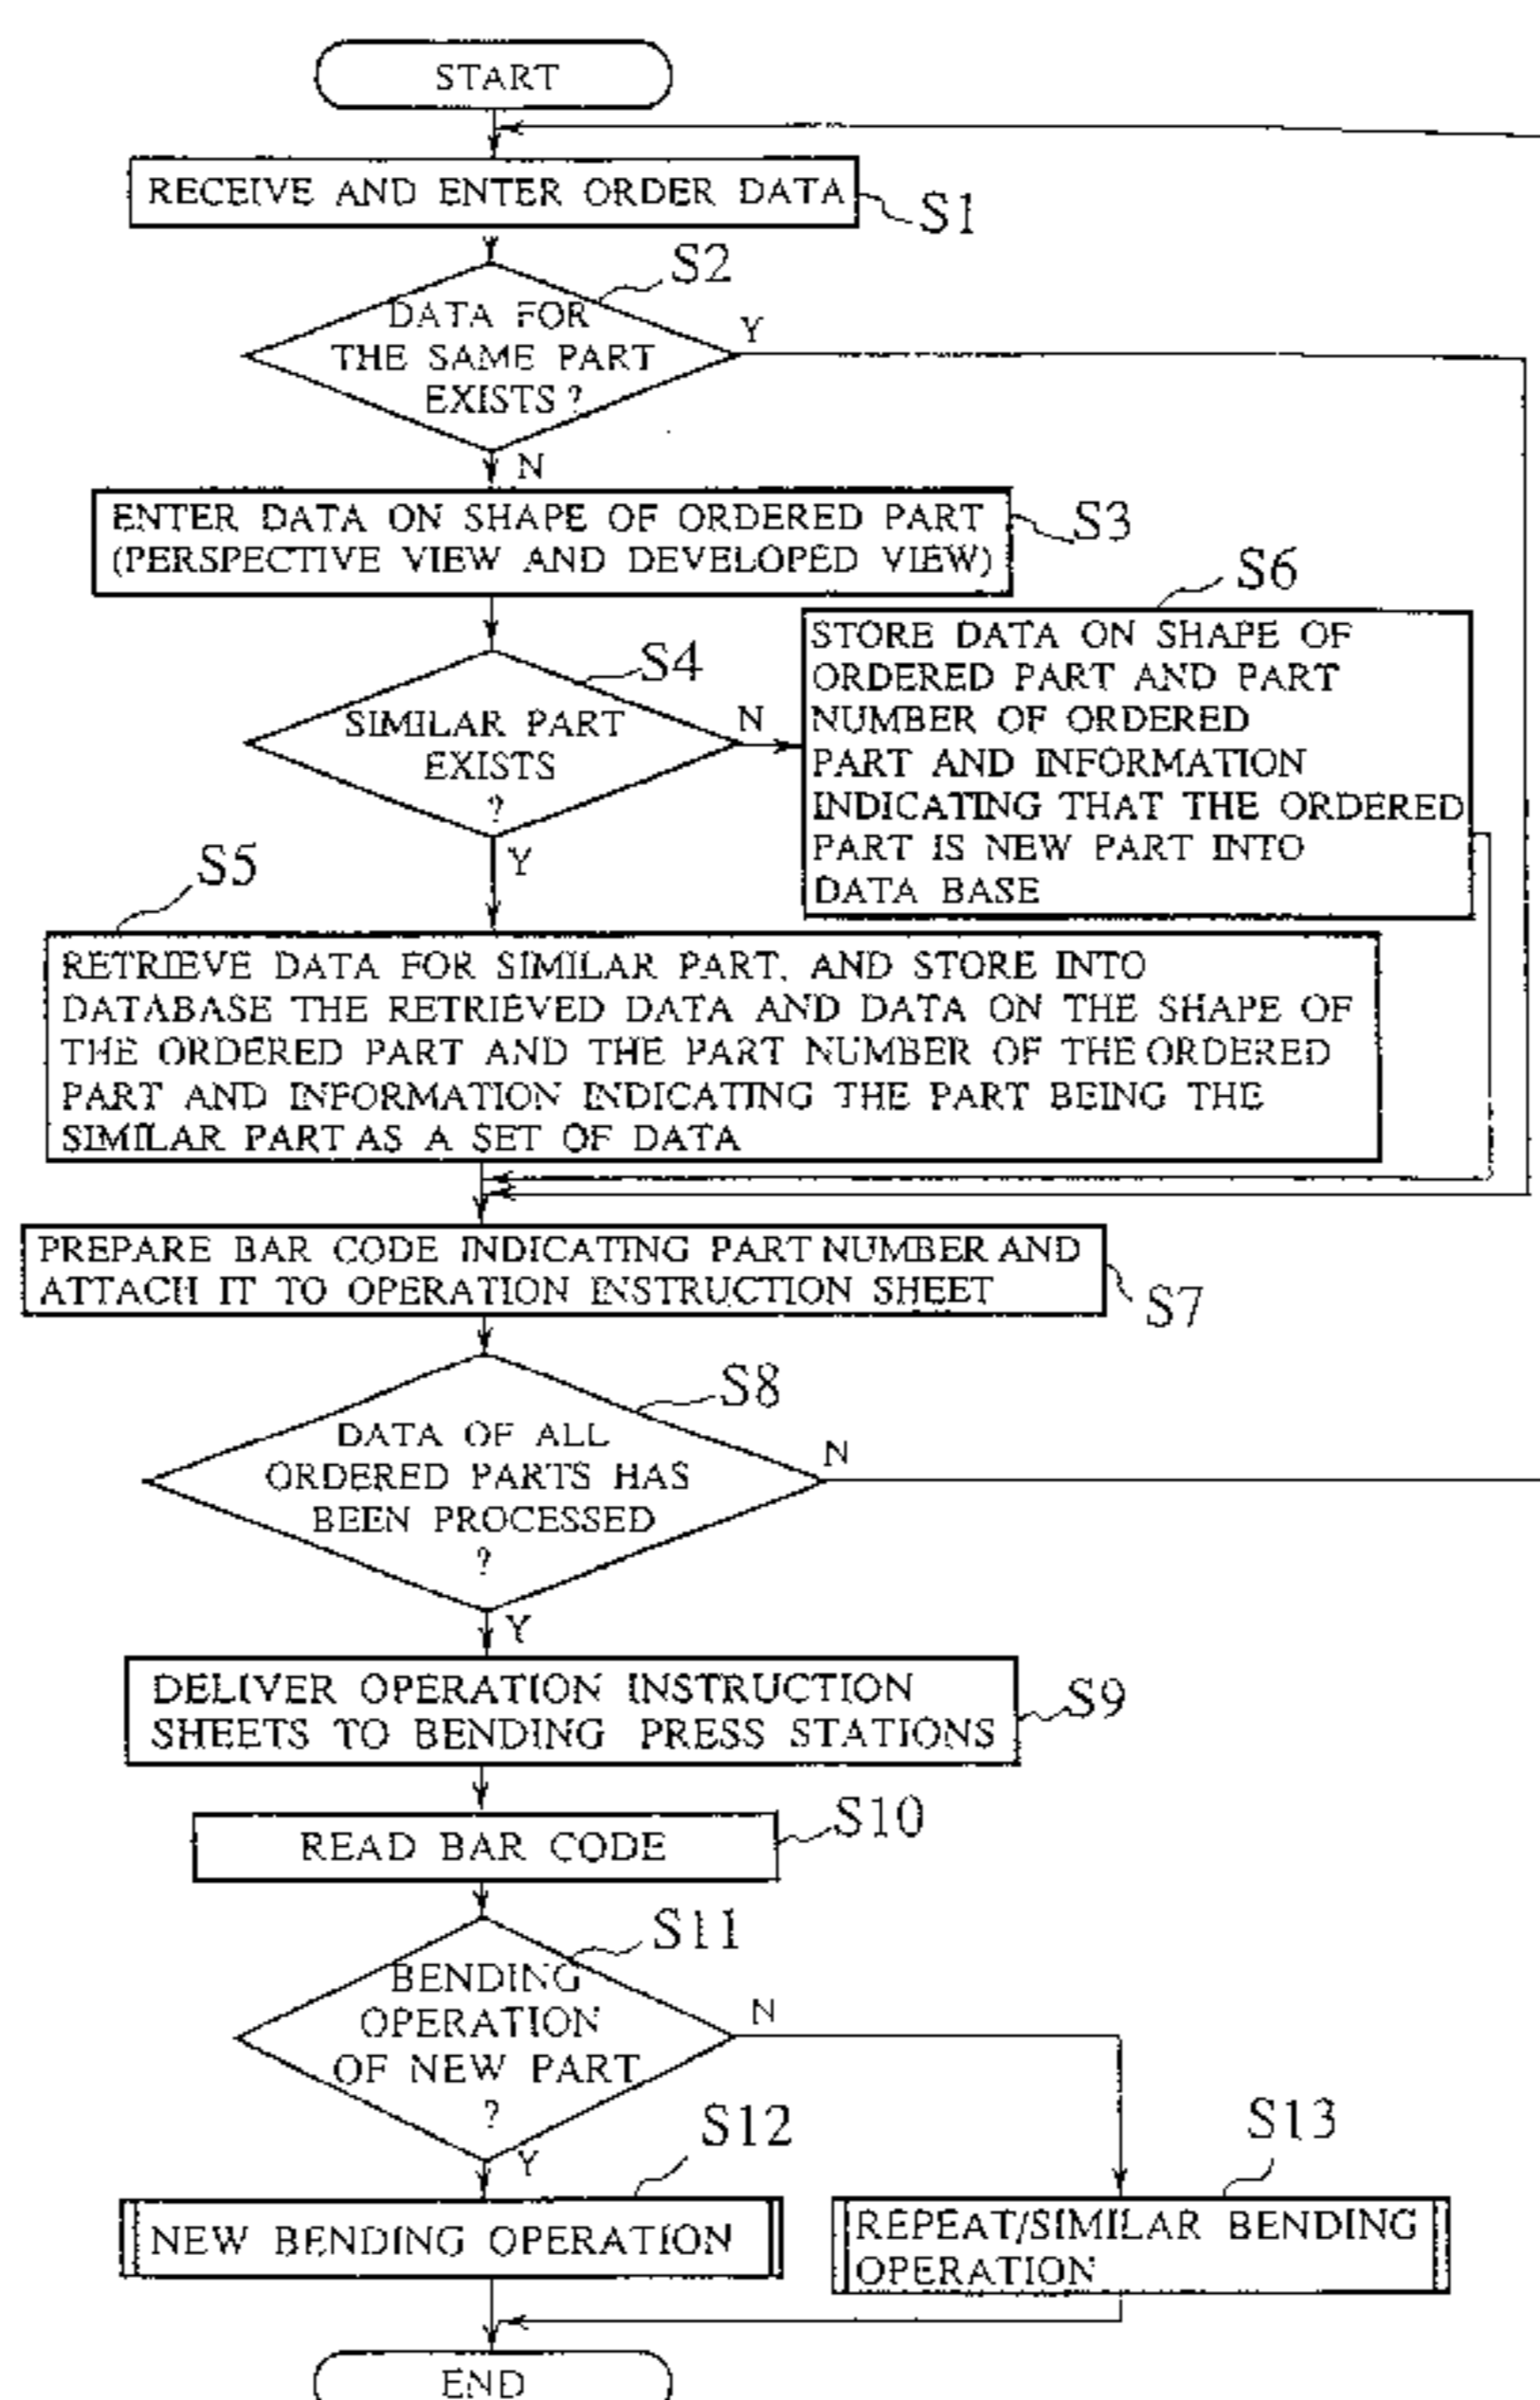 START
RECEIVE AND ENTER ORDER DATA
S1
S2
DATA FOR
THE SAME PART
EXISTS?
Y
N
ENTER DATA ON SHAPE OF ORDERED PART
(PERSPECTIVE VIEW AND DEVELOPED VIEW)
S3
S4
SIMILAR PART
EXISTS
?
N
Y
S6
STORE DATA ON SHAPE OF
ORDERED PART AND PART
NUMBER OF ORDERED
PART AND INFORMATION
INDICATING THAT THE ORDERED
PART IS NEW PART INTO
DATA BASE
S5
RETRIEVE DATA FOR SIMILAR PART, AND STORE INTO
DATABASE THE RETRIEVED DATA AND DATA ON THE SHAPE OF
THE ORDERED PART AND THE PART NUMBER OF THE ORDERED
PART AND INFORMATION INDICATING THE PART BEING THE
SIMILAR PART AS A SET OF DATA
PREPARE BAR CODE INDICATING PART NUMBER AND
ATTACH IT TO OPERATION INSTRUCTION SHEET
S7
S8
DATA OF ALL
ORDERED PARTS HAS
BEEN PROCESSED
?
N
Y
DELIVER OPERATION INSTRUCTION
SHEETS TO BENDING PRESS STATIONS
S9
READ BAR CODE
S10
S11
BENDING
OPERATION
OF NEW PART
?
N
Y
S12
NEW BENDING OPERATION
S13
REPEAT/SIMILAR BENDING
OPERATION
END